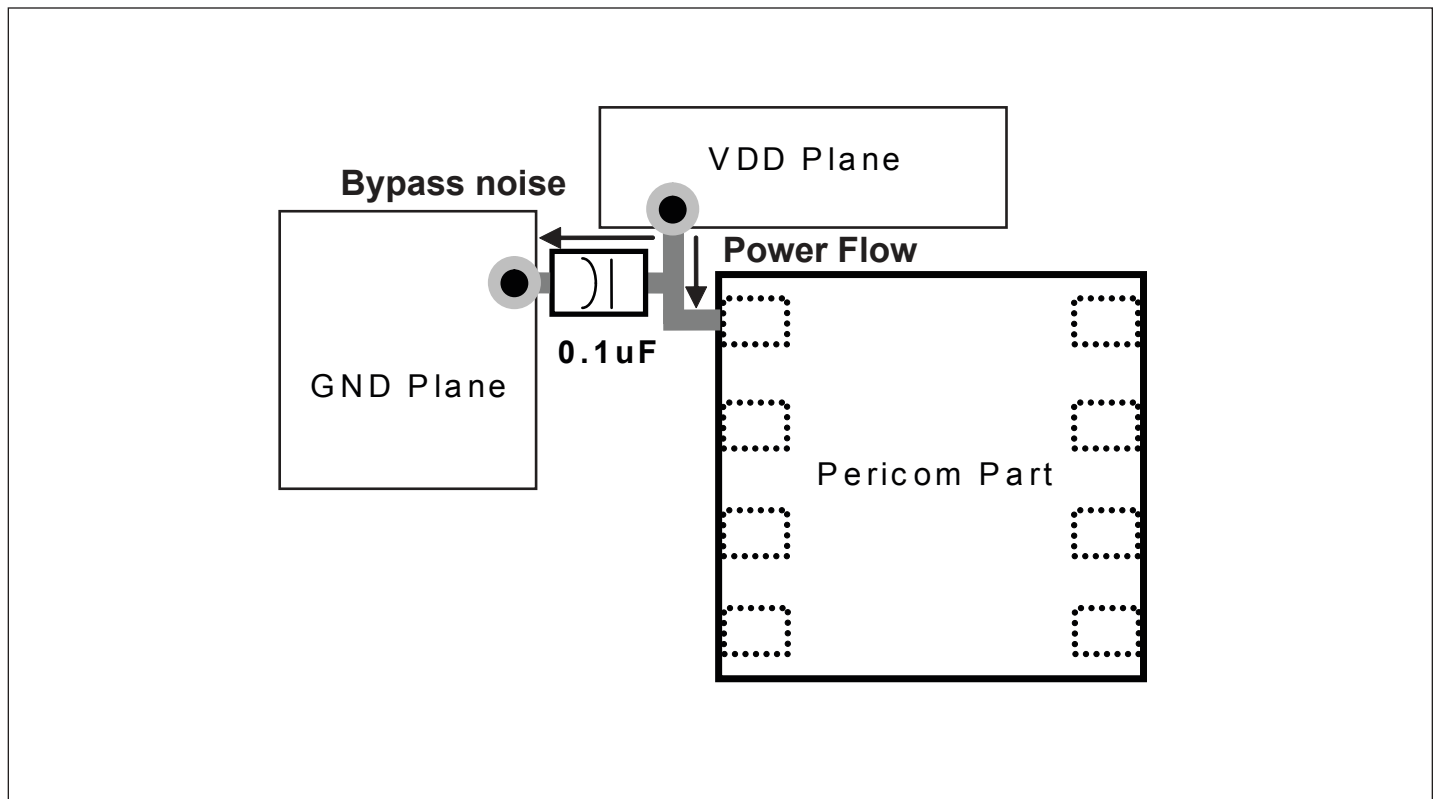 VDD Plane
Bypass noise
Power Flow
0.1uF
GND Plane
Pericom Part